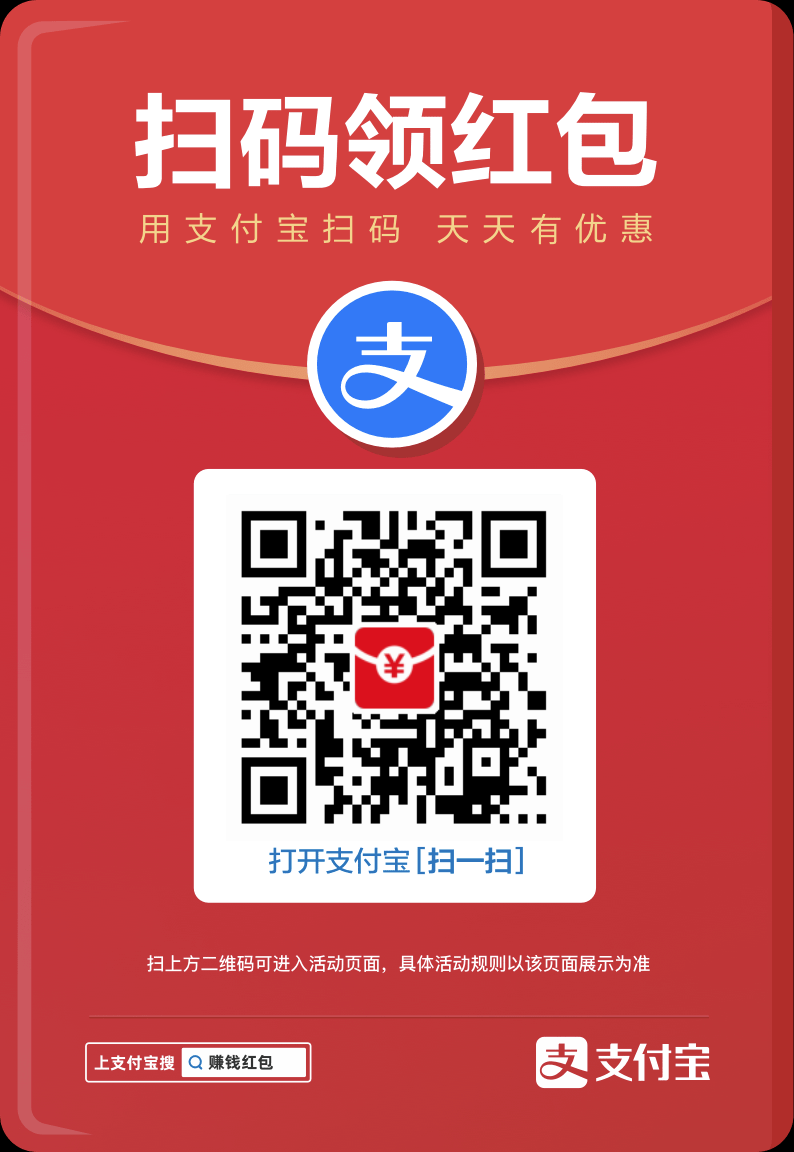 扫码领红包
用支付宝扫码 天天有优惠
支
¥
打开支付宝[扫一扫]
扫上方二维码可进入活动页面，具体活动规则以该页面展示为准
上支付宝搜 赚钱红包
支 支付宝